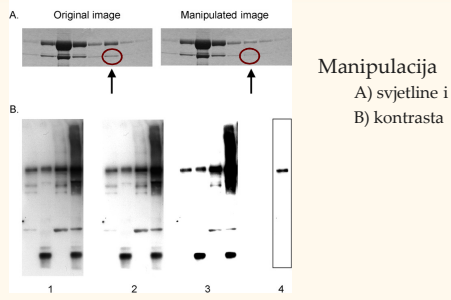 A. Original image Manipulated image
Manipulacija
A) svjetline i
B) kontrasta
B.
1 2 3 4